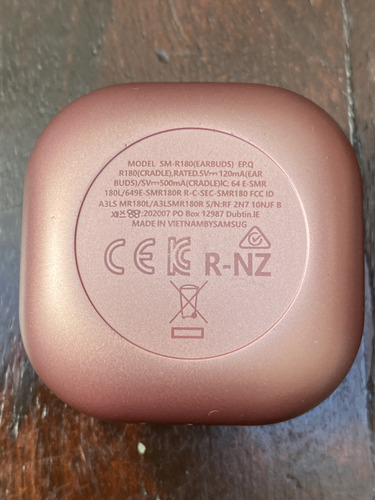 MODEL SM-R180(EARBUDS) EP.Q
R180(CRADLE),RATED.5V⎓120mA(EAR
BUDS)/5V⎓500mA(CRADLE)IC: 64 E-SMR
180L/649E-SMR180R R-C-SEC-SMR180 FCC ID
A3LS MR180L/A3LSMR180R S/N:RF 2N7 10NJF B
:202007 PO Box 12987 Dubtin.IE
MADE IN VIETNAMBYSAMSUG
CE KC R-NZ